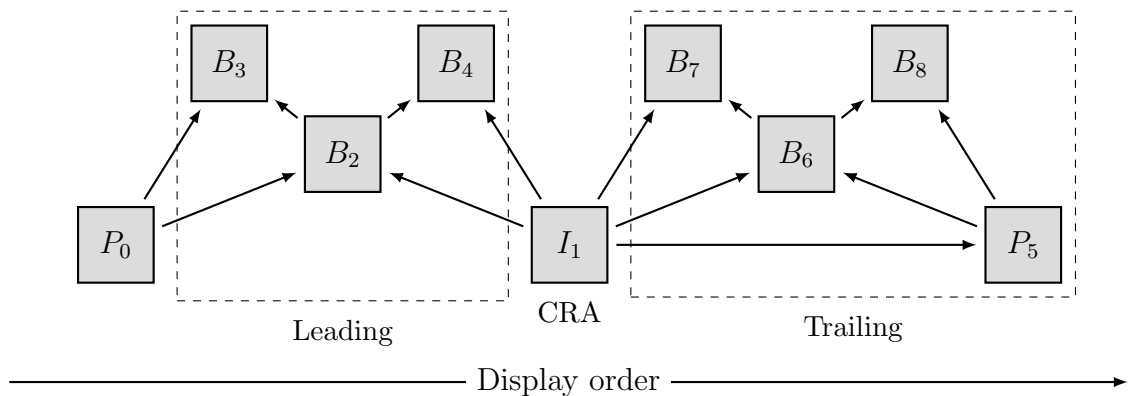 B₃ B₄ B₇ B₈
B₂ B₆
P₀ I₁ P₅
CRA
Leading Trailing
Display order